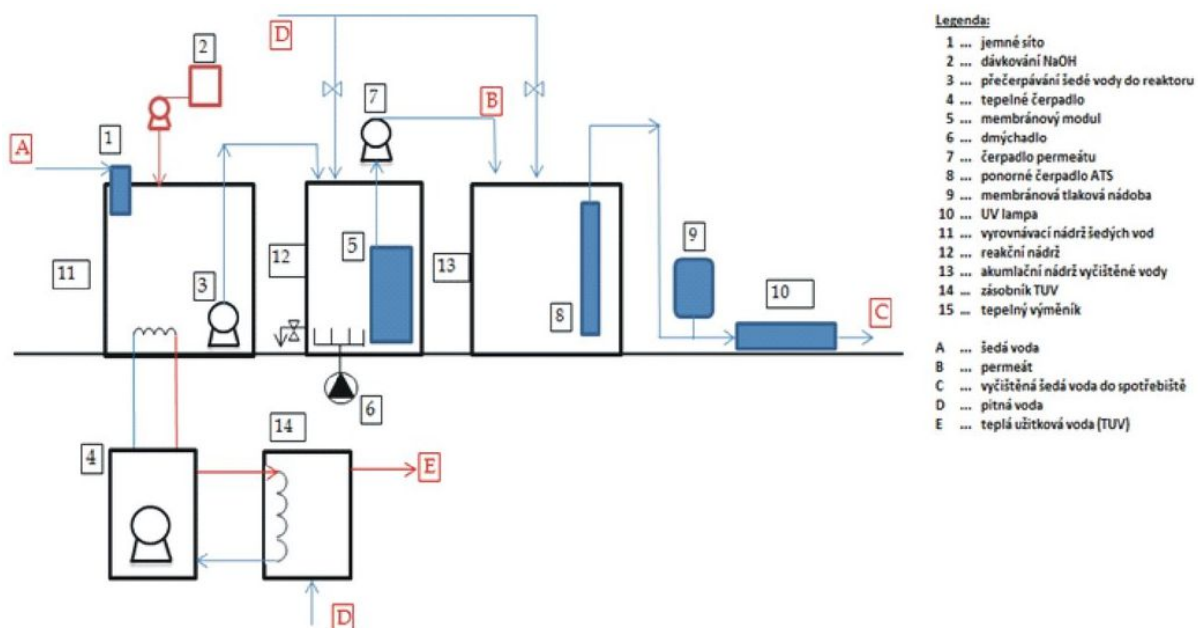 D
2
7
B
1
A
5
12
13
11
3
9
10
8
C
6
14
4
E
D
Legenda:
1 ... jemné síto
2 ... dávkování NaOH
3 ... přečerpávání šedé vody do reaktoru
4 ... tepelné čerpadlo
5 ... membránový modul
6 ... dmýchadlo
7 ... čerpadlo permeátu
8 ... ponorné čerpadlo ATS
9 ... membránová tlaková nádoba
10 ... UV lampa
11 ... vyrovnávací nádrž šedých vod
12 ... reakční nádrž
13 ... akumlační nádrž vyčištěné vody
14 ... zásobník TUV
15 ... tepelný výměník
A ... šedá voda
B ... permeát
C ... vyčištěná šedá voda do spotřebiště
D ... pitná voda
E ... teplá užitková voda (TUV)